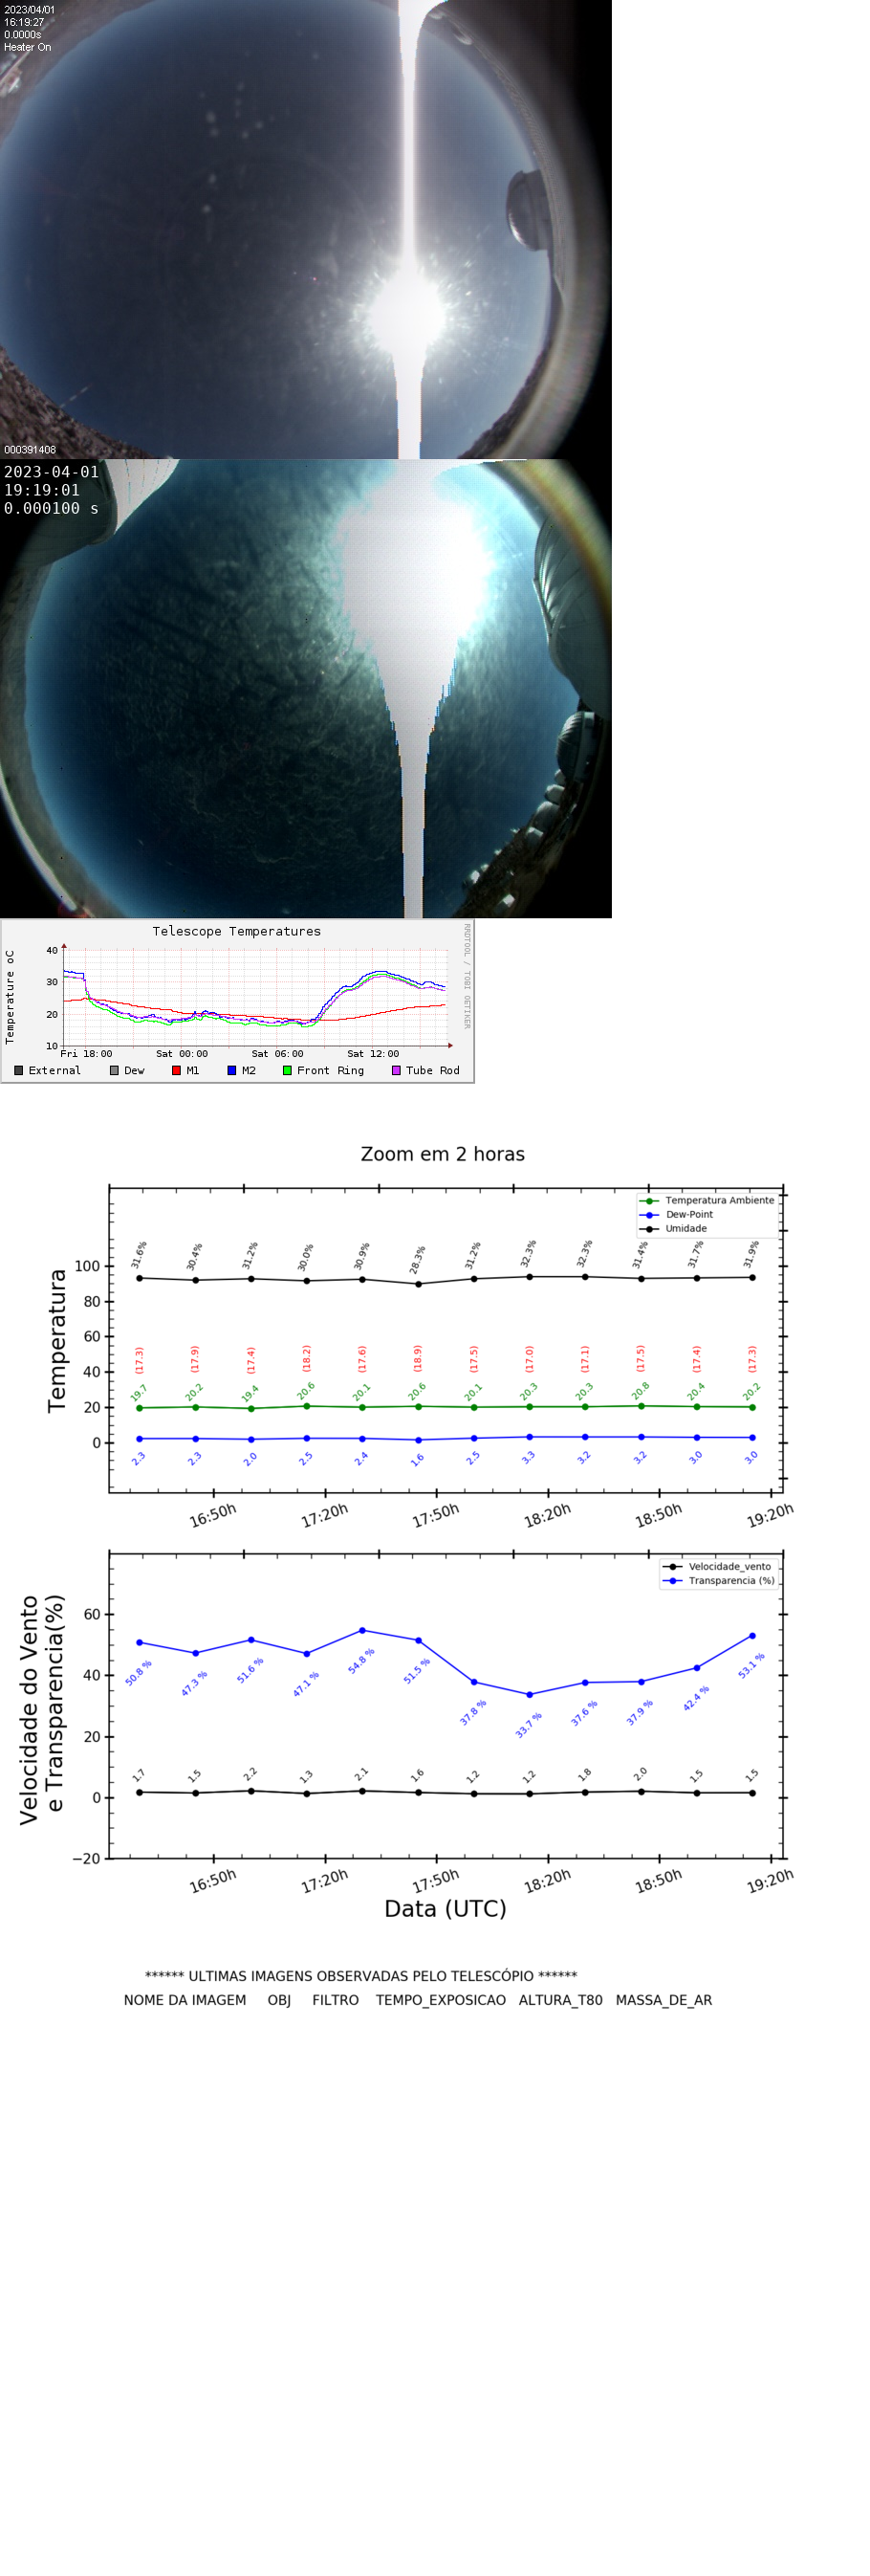 2023/04/01
16:19:27
0.0000s
Heater On
000391408
2023-04-01
19:19:01
0.000100 s
Telescope Temperatures
RRDTOOL / TOBI OETIKER
Temperature oC
40
30
20
10
Fri 18:00 Sat 00:00 Sat 06:00 Sat 12:00
External Dew M1 M2 Front Ring Tube Rod
Zoom em 2 horas
Temperatura Ambiente
Dew-Point
Umidade
Temperatura
100
80
60
40
20
0
31.6% 30.4% 31.2% 30.0% 30.9% 28.3% 31.2% 32.3% 32.3% 31.4% 31.7% 31.9%
(17.3) (17.9) (17.4) (18.2) (17.6) (18.9) (17.5) (17.0) (17.1) (17.5) (17.4) (17.3)
19.7 20.2 19.4 20.6 20.1 20.6 20.1 20.3 20.3 20.8 20.4 20.2
2.3 2.3 2.0 2.5 2.4 1.6 2.5 3.3 3.2 3.2 3.0 3.0
16:50h 17:20h 17:50h 18:20h 18:50h 19:20h
Velocidade_vento
Transparencia (%)
Velocidade do Vento
e Transparencia(%)
60
40
20
0
−20
50.8 % 47.3 % 51.6 % 47.1 % 54.8 % 51.5 % 37.8 % 33.7 % 37.6 % 37.9 % 42.4 % 53.1 %
1.7 1.5 2.2 1.3 2.1 1.6 1.2 1.2 1.8 2.0 1.5 1.5
16:50h 17:20h 17:50h 18:20h 18:50h 19:20h
Data (UTC)
****** ULTIMAS IMAGENS OBSERVADAS PELO TELESCÓPIO ******
NOME DA IMAGEM OBJ FILTRO TEMPO_EXPOSICAO ALTURA_T80 MASSA_DE_AR